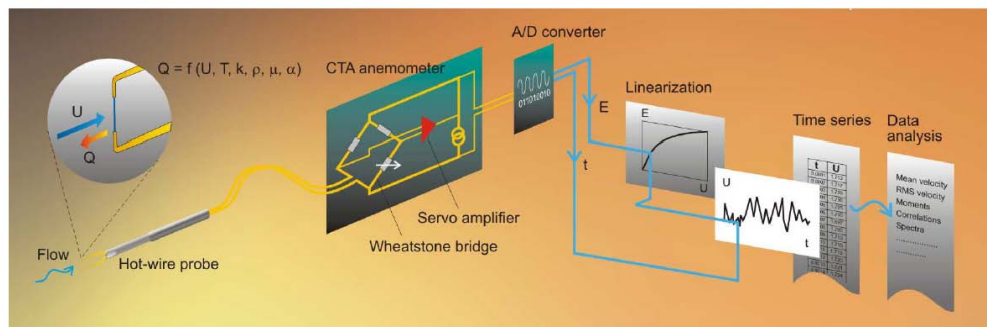 Q = f (U, T, k, ρ, μ, α)
U
Q
Flow
Hot-wire probe
CTA anemometer
Servo amplifier
Wheatstone bridge
A/D converter
011010010
E
t
Linearization
E
U
U
t
Time series
t U
Data
analysis
Mean velocity
RMS velocity
Moments
Correlations
Spectra
..................
..................